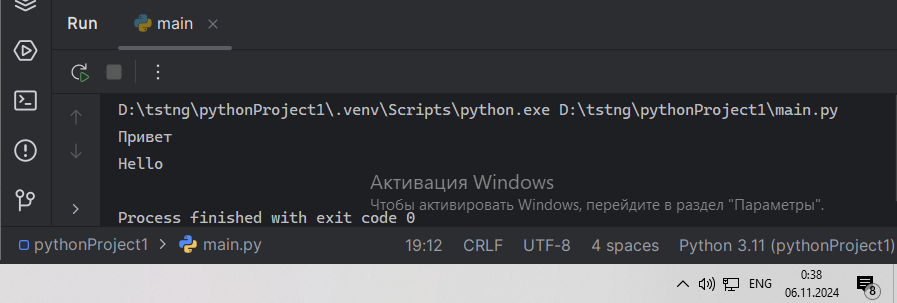 Run main
D:\tstng\pythonProject1\.venv\Scripts\python.exe D:\tstng\pythonProject1\main.py
Привет
Hello
Активация Windows
Чтобы активировать Windows, перейдите в раздел "Параметры".
Process finished with exit code 0
pythonProject1 > main.py 19:12 CRLF UTF-8 4 spaces Python 3.11 (pythonProject1)
ENG 0:38
06.11.2024 8